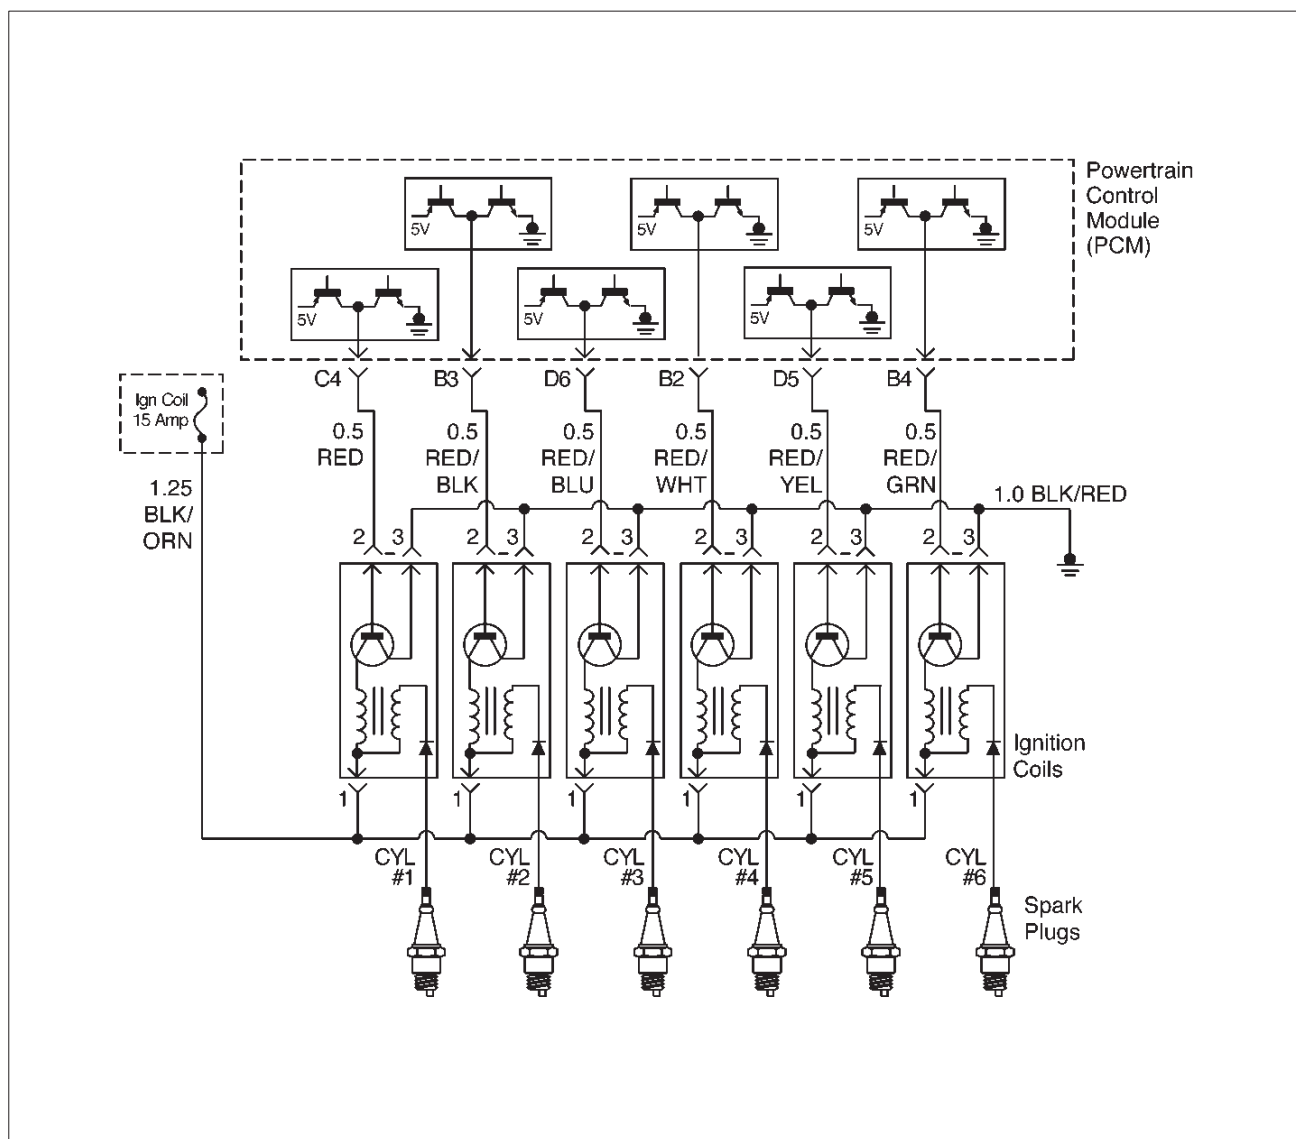 Powertrain
Control
Module
(PCM)
5V
5V
5V
5V
5V
5V
C4
B3
D6
B2
D5
B4
Ign Coil
15 Amp
0.5
RED
0.5
RED/
BLK
0.5
RED/
BLU
0.5
RED/
WHT
0.5
RED/
YEL
0.5
RED/
GRN
1.25
BLK/
ORN
1.0 BLK/RED
2 3
2 3
2 3
2 3
2 3
2 3
Ignition
Coils
1
1
1
1
1
1
CYL
#1
CYL
#2
CYL
#3
CYL
#4
CYL
#5
CYL
#6
Spark
Plugs